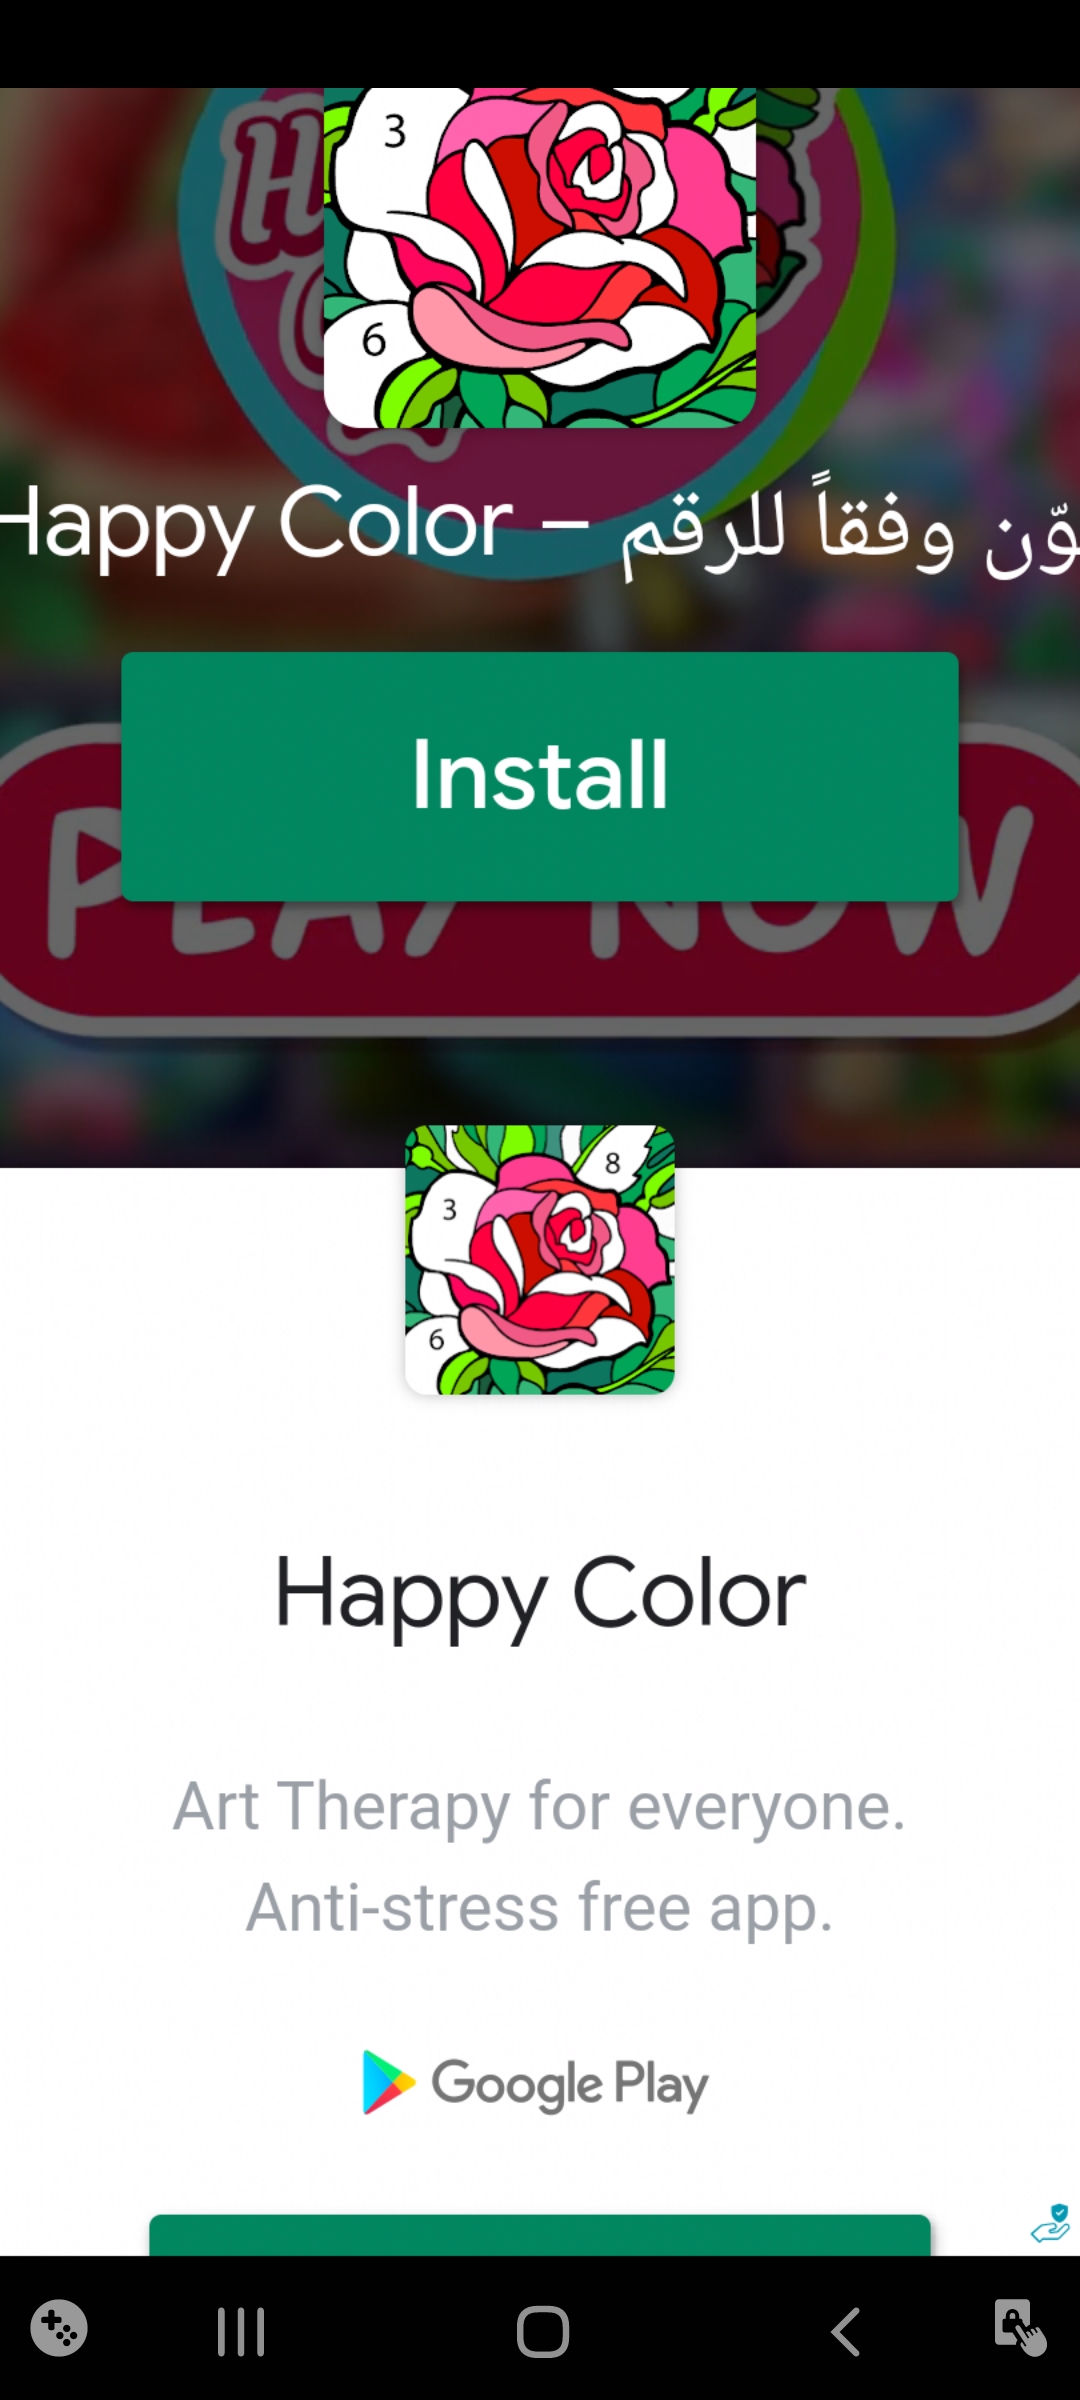 3
6
Happy Color – وّن وفقاً للرقم
Install
PLAY NOW
8
3
6
Happy Color
Art Therapy for everyone.
Anti-stress free app.
Google Play